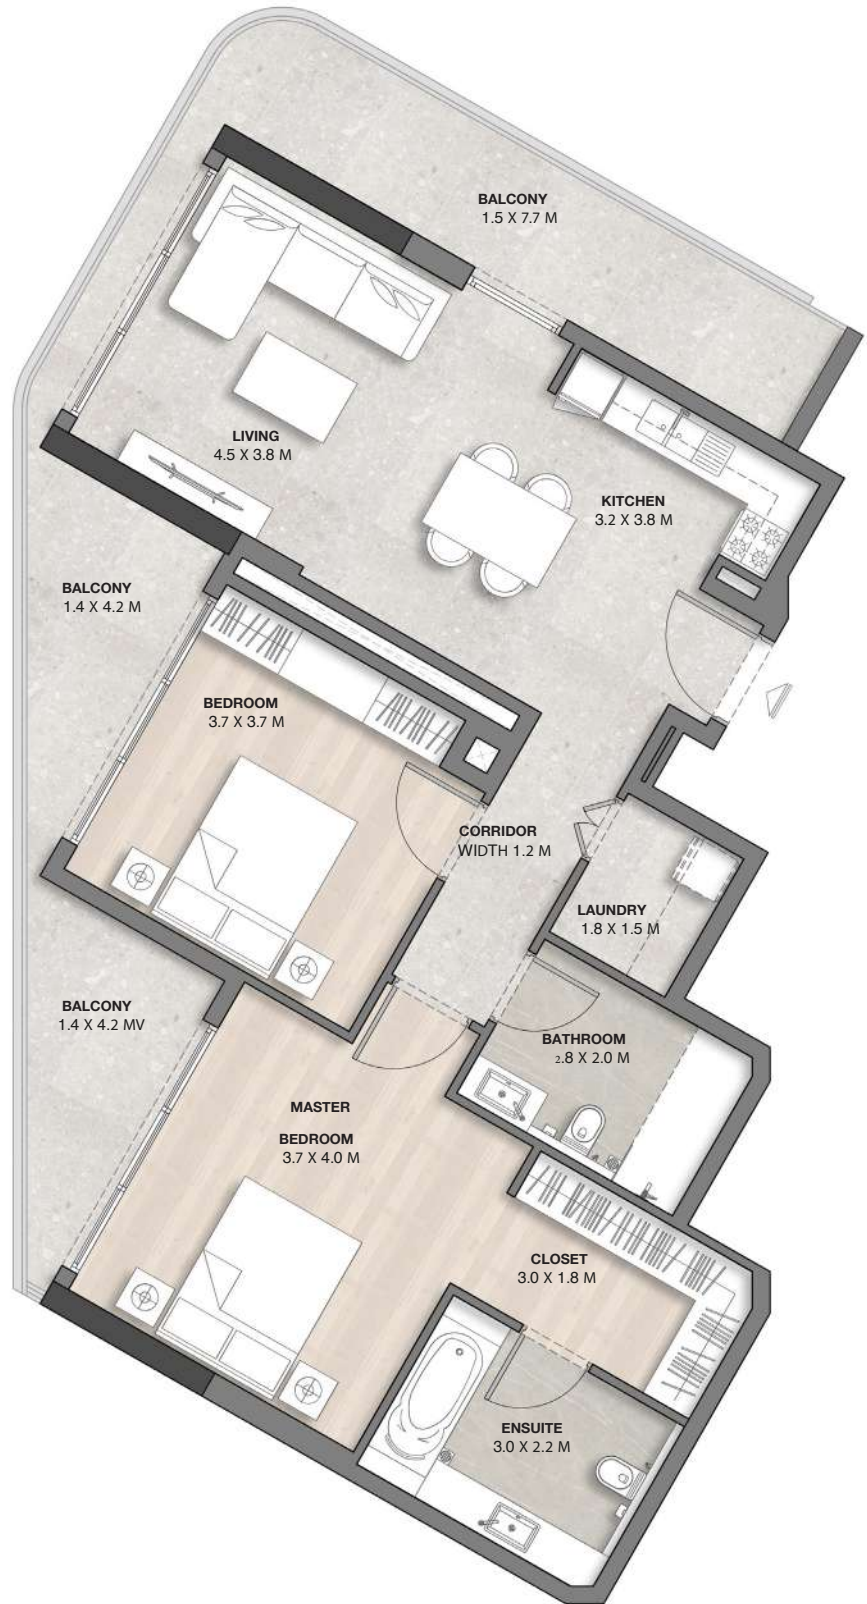 BALCONY
1.5 X 7.7 M
LIVING
4.5 X 3.8 M
KITCHEN
3.2 X 3.8 M
BALCONY
1.4 X 4.2 M
BEDROOM
3.7 X 3.7 M
CORRIDOR
WIDTH 1.2 M
LAUNDRY
1.8 X 1.5 M
BALCONY
1.4 X 4.2 MV
BATHROOM
2.8 X 2.0 M
MASTER
BEDROOM
3.7 X 4.0 M
CLOSET
3.0 X 1.8 M
ENSUITE
3.0 X 2.2 M